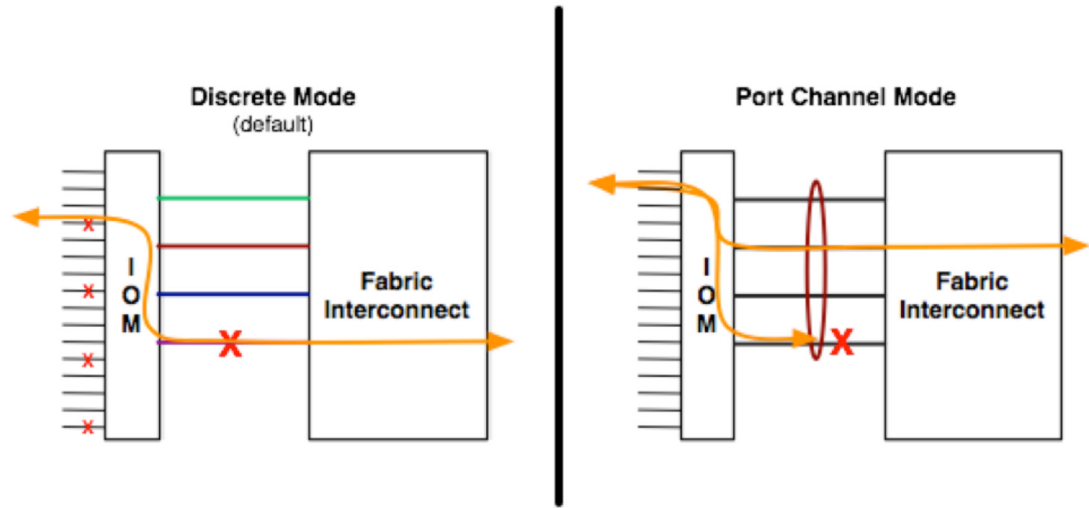 Discrete Mode
(default)
I
O
M
Fabric
Interconnect
X
X
X
X
X
Port Channel Mode
I
O
M
Fabric
Interconnect
X